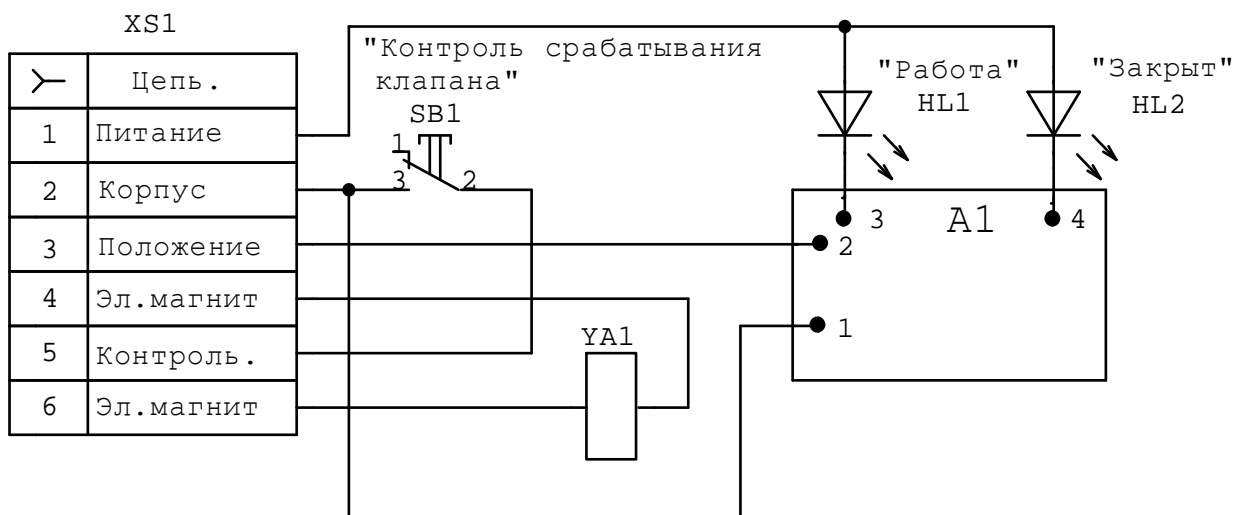 XS1
Цепь.
1 Питание
2 Корпус
3 Положение
4 Эл.магнит
5 Контроль.
6 Эл.магнит
"Контроль срабатывания
клапана"
SB1
1
3 2
"Работа"
HL1
"Закрыт"
HL2
3 A1 4
2
1
YA1